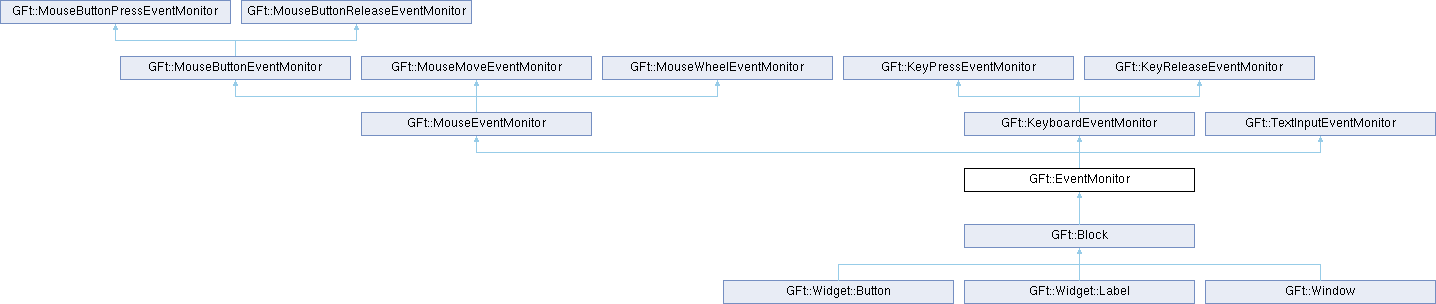 GFt::MouseButtonPressEventMonitor
GFt::MouseButtonReleaseEventMonitor
GFt::MouseButtonEventMonitor
GFt::MouseMoveEventMonitor
GFt::MouseWheelEventMonitor
GFt::KeyPressEventMonitor
GFt::KeyReleaseEventMonitor
GFt::MouseEventMonitor
GFt::KeyboardEventMonitor
GFt::TextInputEventMonitor
GFt::EventMonitor
GFt::Block
GFt::Widget::Button
GFt::Widget::Label
GFt::Window